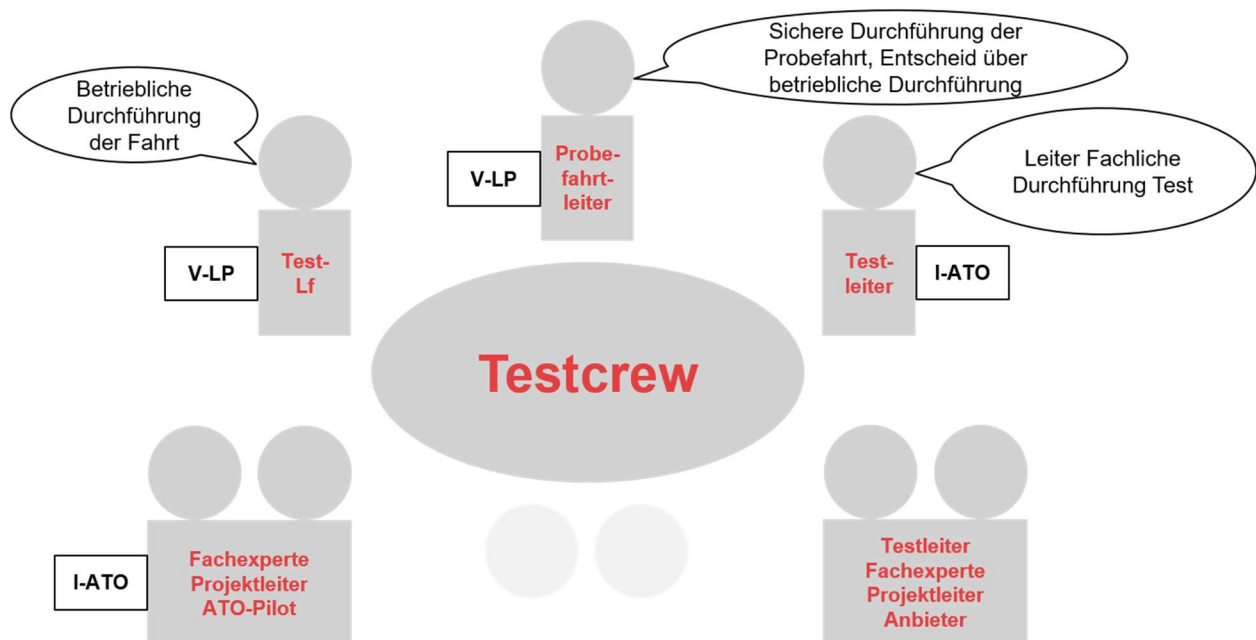 Sichere Durchführung der
Probefahrt, Entscheid über
betriebliche Durchführung
Betriebliche
Durchführung
der Fahrt
V-LP
Probe-
fahrt-
leiter
Leiter Fachliche
Durchführung Test
V-LP
Test-
Lf
Test-
leiter
I-ATO
Testcrew
I-ATO
Fachexperte
Projektleiter
ATO-Pilot
Testleiter
Fachexperte
Projektleiter
Anbieter